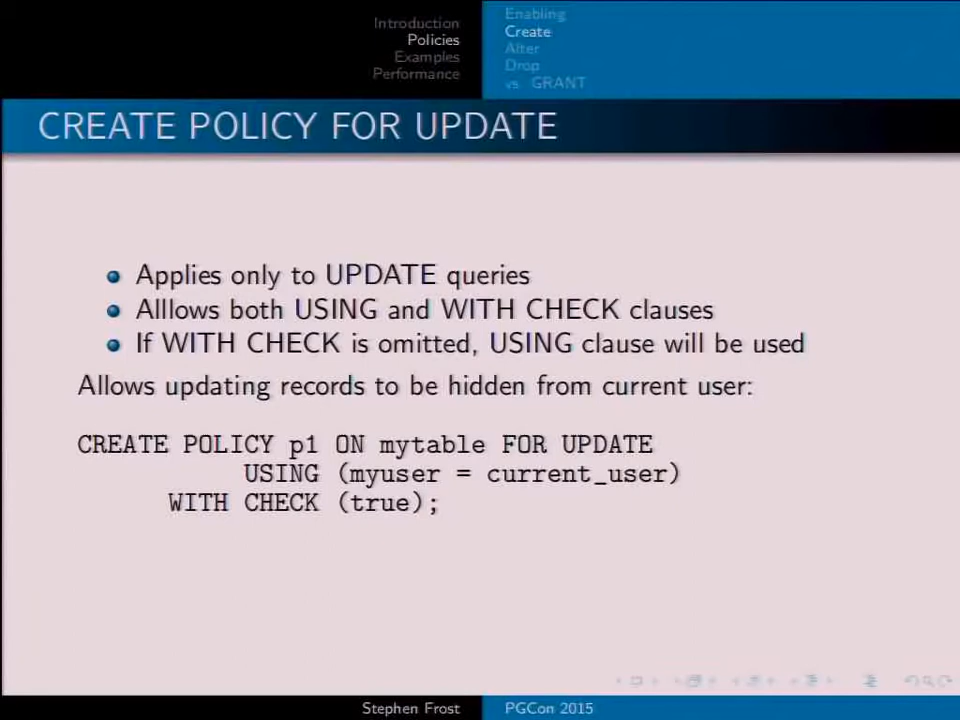 Introduction
Policies
Examples
Performance
Enabling
Create
Alter
Drop
vs. GRANT
CREATE POLICY FOR UPDATE
Applies only to UPDATE queries
Alllows both USING and WITH CHECK clauses
If WITH CHECK is omitted, USING clause will be used
Allows updating records to be hidden from current user:
CREATE POLICY p1 ON mytable FOR UPDATE
USING (myuser = current_user)
WITH CHECK (true);
Stephen Frost
PGCon 2015